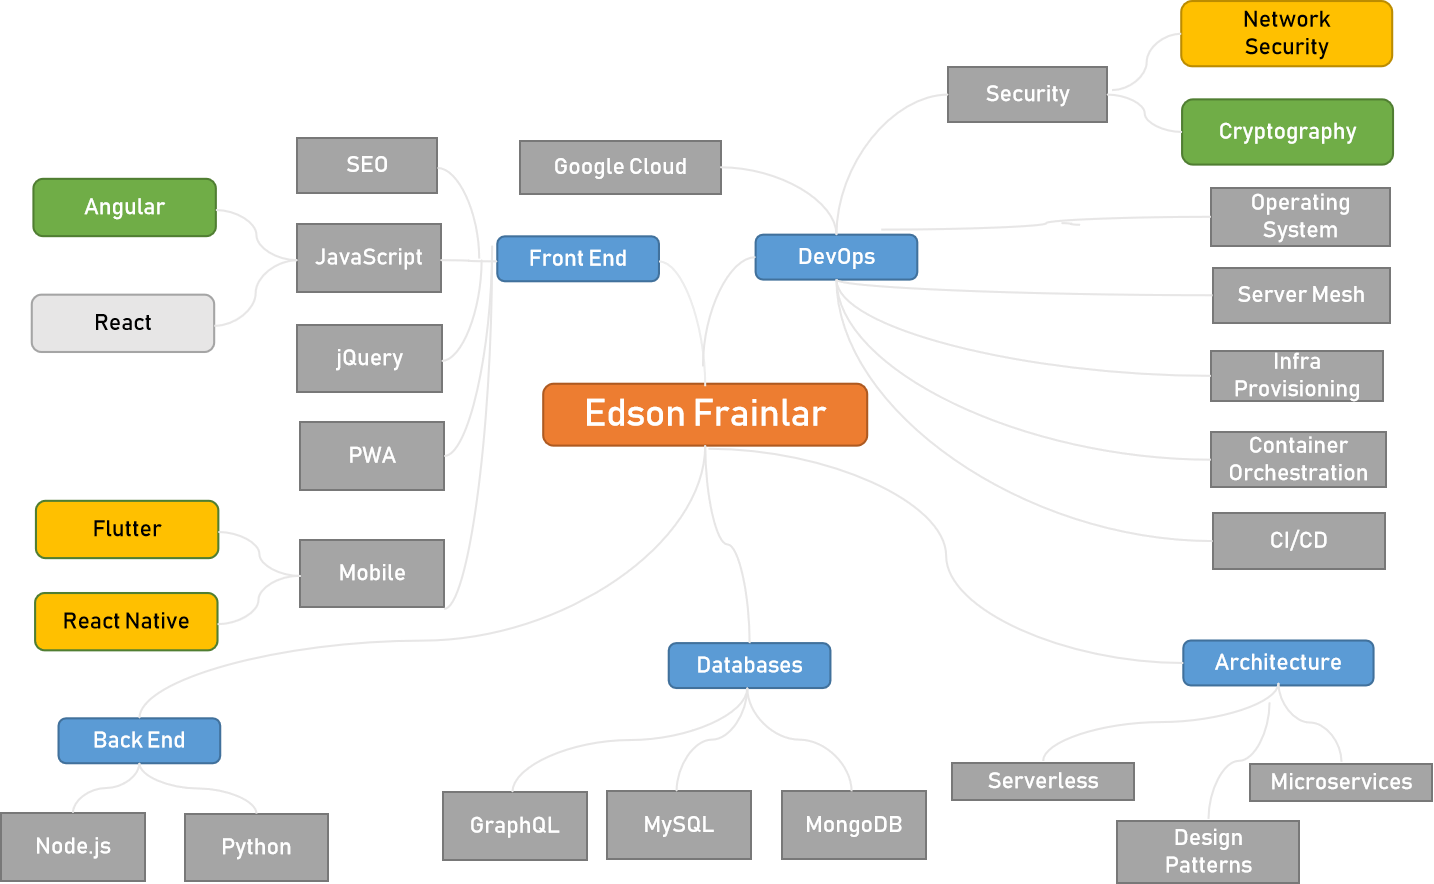 Network
Security
Security
Cryptography
SEO
Google Cloud
Angular
Operating
System
JavaScript
Front End
DevOps
Server Mesh
React
jQuery
Infra
Provisioning
Edson Frainlar
PWA
Container
Orchestration
Flutter
CI/CD
Mobile
React Native
Databases
Architecture
Back End
Serverless
Microservices
GraphQL
MySQL
MongoDB
Node.js
Python
Design
Patterns